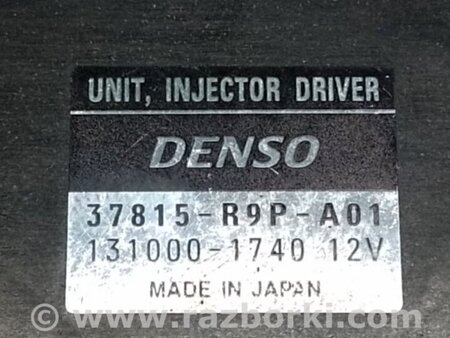 UNIT, INJECTOR DRIVER
DENSO
37815-R9P-A01
131000-1740 12V
MADE IN JAPAN
© www.razborki.com